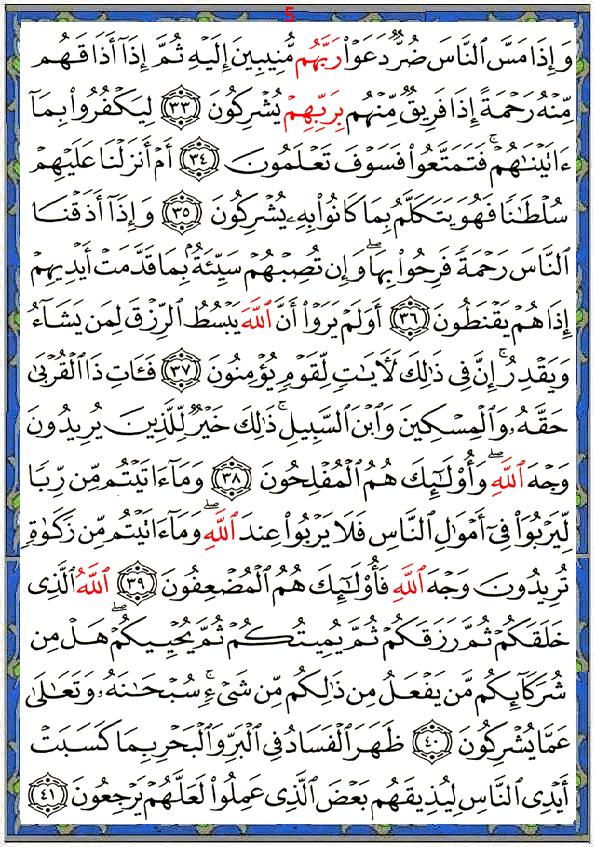 5
وَإِذَا مَسَّ ٱلنَّاسَ ضُرٌّ دَعَوْا۟ رَبَّهُم مُّنِيبِينَ إِلَيْهِ ثُمَّ إِذَآ أَذَاقَهُم
مِّنْهُ رَحْمَةً إِذَا فَرِيقٌ مِّنْهُم بِرَبِّهِمْ يُشْرِكُونَ ٣٣ لِيَكْفُرُوا۟ بِمَآ
ءَاتَيْنَٰهُمْ ۚ فَتَمَتَّعُوا۟ فَسَوْفَ تَعْلَمُونَ ٣٤ أَمْ أَنزَلْنَا عَلَيْهِمْ
سُلْطَٰنًا فَهُوَ يَتَكَلَّمُ بِمَا كَانُوا۟ بِهِۦ يُشْرِكُونَ ٣٥ وَإِذَآ أَذَقْنَا
ٱلنَّاسَ رَحْمَةً فَرِحُوا۟ بِهَا ۖ وَإِن تُصِبْهُمْ سَيِّئَةٌۢ بِمَا قَدَّمَتْ أَيْدِيهِمْ
إِذَا هُمْ يَقْنَطُونَ ٣٦ أَوَلَمْ يَرَوْا۟ أَنَّ ٱللَّهَ يَبْسُطُ ٱلرِّزْقَ لِمَن يَشَآءُ
وَيَقْدِرُ ۚ إِنَّ فِى ذَٰلِكَ لَءَايَٰتٍ لِّقَوْمٍ يُؤْمِنُونَ ٣٧ فَـَٔاتِ ذَا ٱلْقُرْبَىٰ
حَقَّهُۥ وَٱلْمِسْكِينَ وَٱبْنَ ٱلسَّبِيلِ ۚ ذَٰلِكَ خَيْرٌ لِّلَّذِينَ يُرِيدُونَ
وَجْهَ ٱللَّهِ ۖ وَأُو۟لَٰٓئِكَ هُمُ ٱلْمُفْلِحُونَ ٣٨ وَمَآ ءَاتَيْتُم مِّن رِّبًا
لِّيَرْبُوَا۟ فِىٓ أَمْوَٰلِ ٱلنَّاسِ فَلَا يَرْبُوا۟ عِندَ ٱللَّهِ ۖ وَمَآ ءَاتَيْتُم مِّن زَكَوٰةٍ
تُرِيدُونَ وَجْهَ ٱللَّهِ فَأُو۟لَٰٓئِكَ هُمُ ٱلْمُضْعِفُونَ ٣٩ ٱللَّهُ ٱلَّذِى
خَلَقَكُمْ ثُمَّ رَزَقَكُمْ ثُمَّ يُمِيتُكُمْ ثُمَّ يُحْيِيكُمْ ۖ هَلْ مِن
شُرَكَآئِكُم مَّن يَفْعَلُ مِن ذَٰلِكُم مِّن شَىْءٍ ۚ سُبْحَٰنَهُۥ وَتَعَٰلَىٰ
عَمَّا يُشْرِكُونَ ٤٠ ظَهَرَ ٱلْفَسَادُ فِى ٱلْبَرِّ وَٱلْبَحْرِ بِمَا كَسَبَتْ
أَيْدِى ٱلنَّاسِ لِيُذِيقَهُم بَعْضَ ٱلَّذِى عَمِلُوا۟ لَعَلَّهُمْ يَرْجِعُونَ ٤١